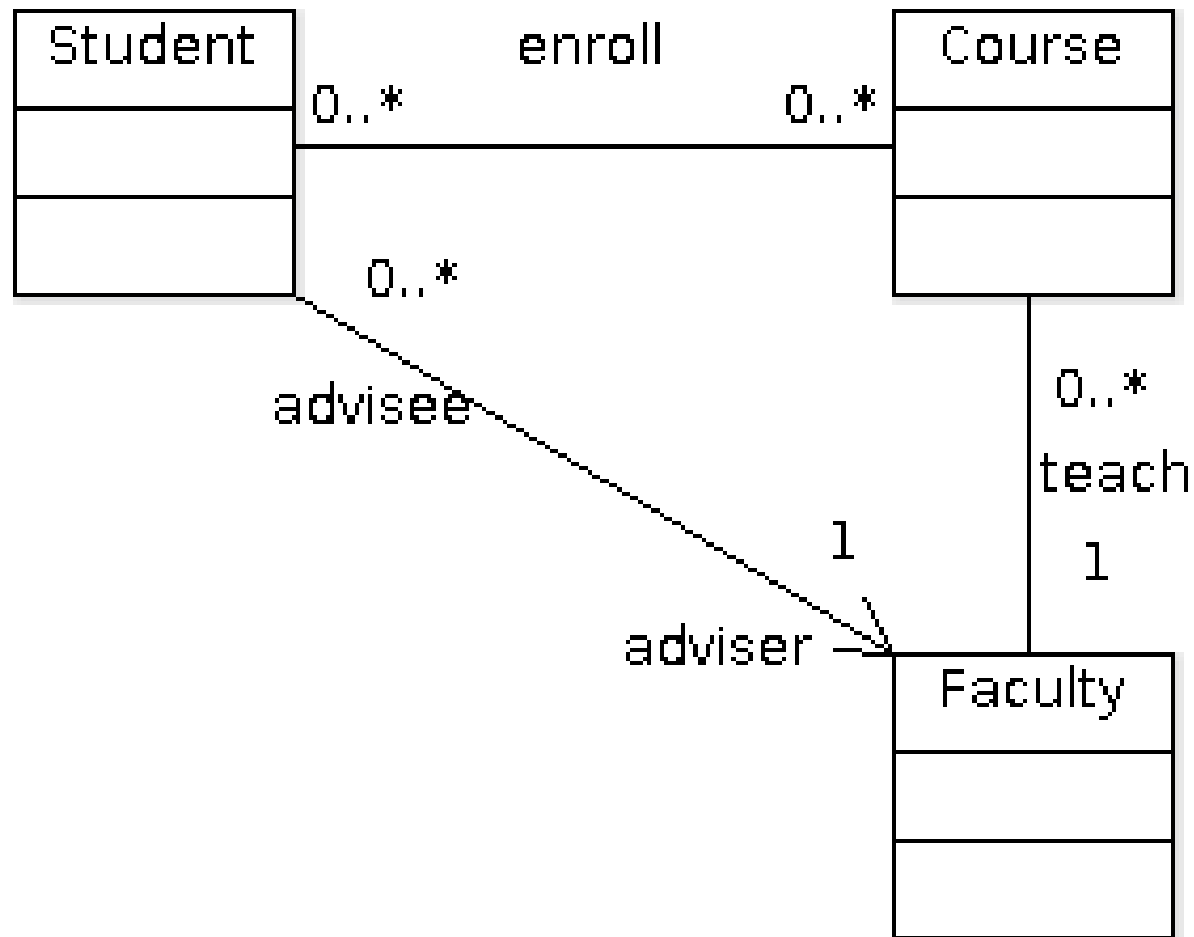 Student
enroll
Course
0..*
0..*
0..*
advisee
0..*
teach
1
1
adviser
Faculty